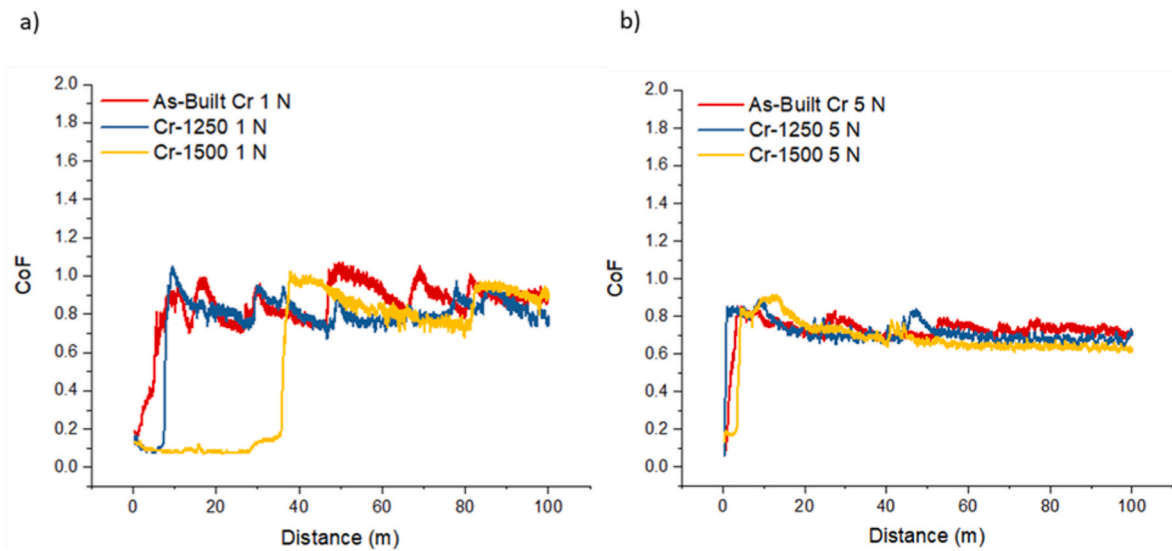 a)
2.0
1.8
1.6
1.4
1.2
1.0
0.8
0.6
0.4
0.2
0.0
CoF
As-Built Cr 1 N
Cr-1250 1 N
Cr-1500 1 N
0
20
40
60
80
100
Distance (m)
b)
2.0
1.8
1.6
1.4
1.2
1.0
0.8
0.6
0.4
0.2
0.0
CoF
As-Built Cr 5 N
Cr-1250 5 N
Cr-1500 5 N
0
20
40
60
80
100
Distance (m)